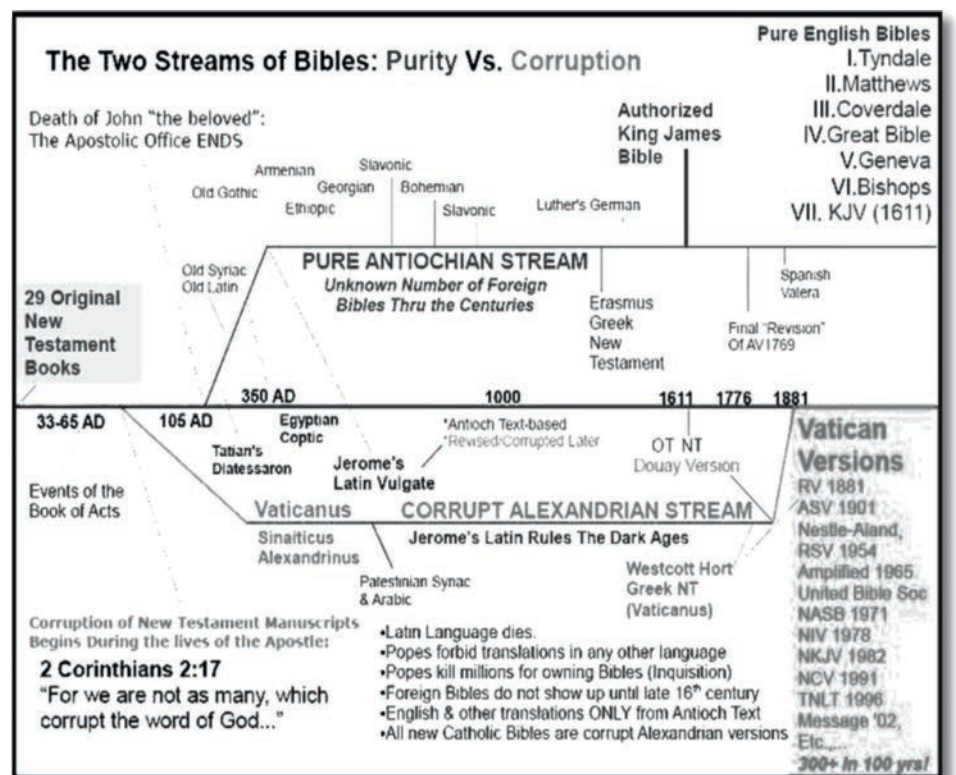 The Two Streams of Bibles: Purity Vs. Corruption
Pure English Bibles
I.Tyndale
II.Matthews
III.Coverdale
IV.Great Bible
V.Geneva
VI.Bishops
VII. KJV (1611)
Death of John "the beloved":
The Apostolic Office ENDS
Authorized
King James
Bible
Old Gothic
Armenian
Ethiopic
Georgian
Slavonic
Bohemian
Slavonic
Luther's German
Old Syriac
Old Latin
PURE ANTIOCHIAN STREAM
Unknown Number of Foreign
Bibles Thru the Centuries
Erasmus
Greek
New
Testament
Final "Revision"
Of AV1769
Spanish
Valera
29 Original
New
Testament
Books
33-65 AD
105 AD
350 AD
1000
1611
1776
1881
Events of the
Book of Acts
Tatian's
Diatessaron
Egyptian
Coptic
Jerome's
Latin Vulgate
*Antioch Text-based
*Revised/Corrupted Later
OT NT
Douay Version
Vaticanus
Sinaiticus
Alexandrinus
CORRUPT ALEXANDRIAN STREAM
Jerome's Latin Rules The Dark Ages
Palestinian Synac
& Arabic
Westcott Hort
Greek NT
(Vaticanus)
Vatican
Versions
RV 1881
ASV 1901
Nestle-Aland,
RSV 1954
Amplified 1965
United Bible Soc
NASB 1971
NIV 1978
NKJV 1982
NCV 1991
TNLT 1996
Message '02,
Etc.,...
300+ in 100 yrs!
Corruption of New Testament Manuscripts
Begins During the lives of the Apostle:
2 Corinthians 2:17
"For we are not as many, which
corrupt the word of God..."
•Latin Language dies.
•Popes forbid translations in any other language
•Popes kill millions for owning Bibles (Inquisition)
•Foreign Bibles do not show up until late 16th century
•English & other translations ONLY from Antioch Text
•All new Catholic Bibles are corrupt Alexandrian versions